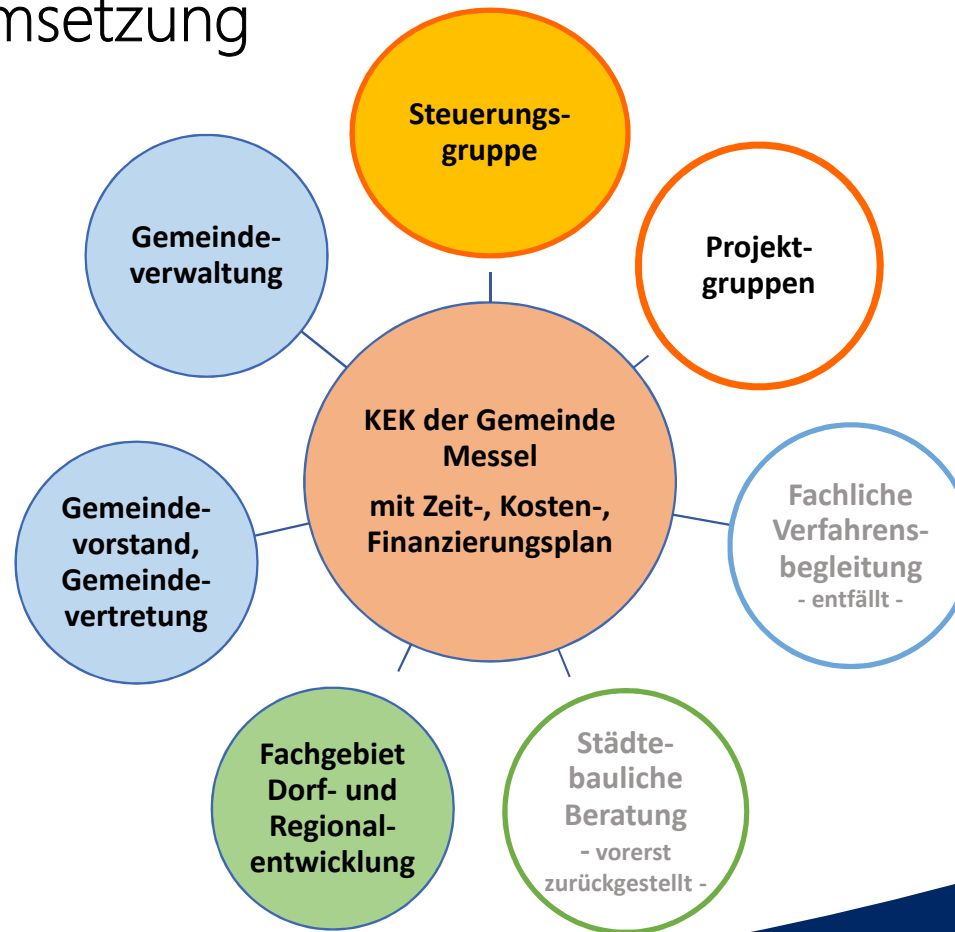 msetzung
Steuerungs-
gruppe
Gemeinde-
verwaltung
Projekt-
gruppen
KEK der Gemeinde
Messel
mit Zeit-, Kosten-,
Finanzierungsplan
Gemeinde-
vorstand,
Gemeinde-
vertretung
Fachliche
Verfahrens-
begleitung
- entfällt -
Fachgebiet
Dorf- und
Regional-
entwicklung
Städte-
bauliche
Beratung
- vorerst
zurückgestellt -